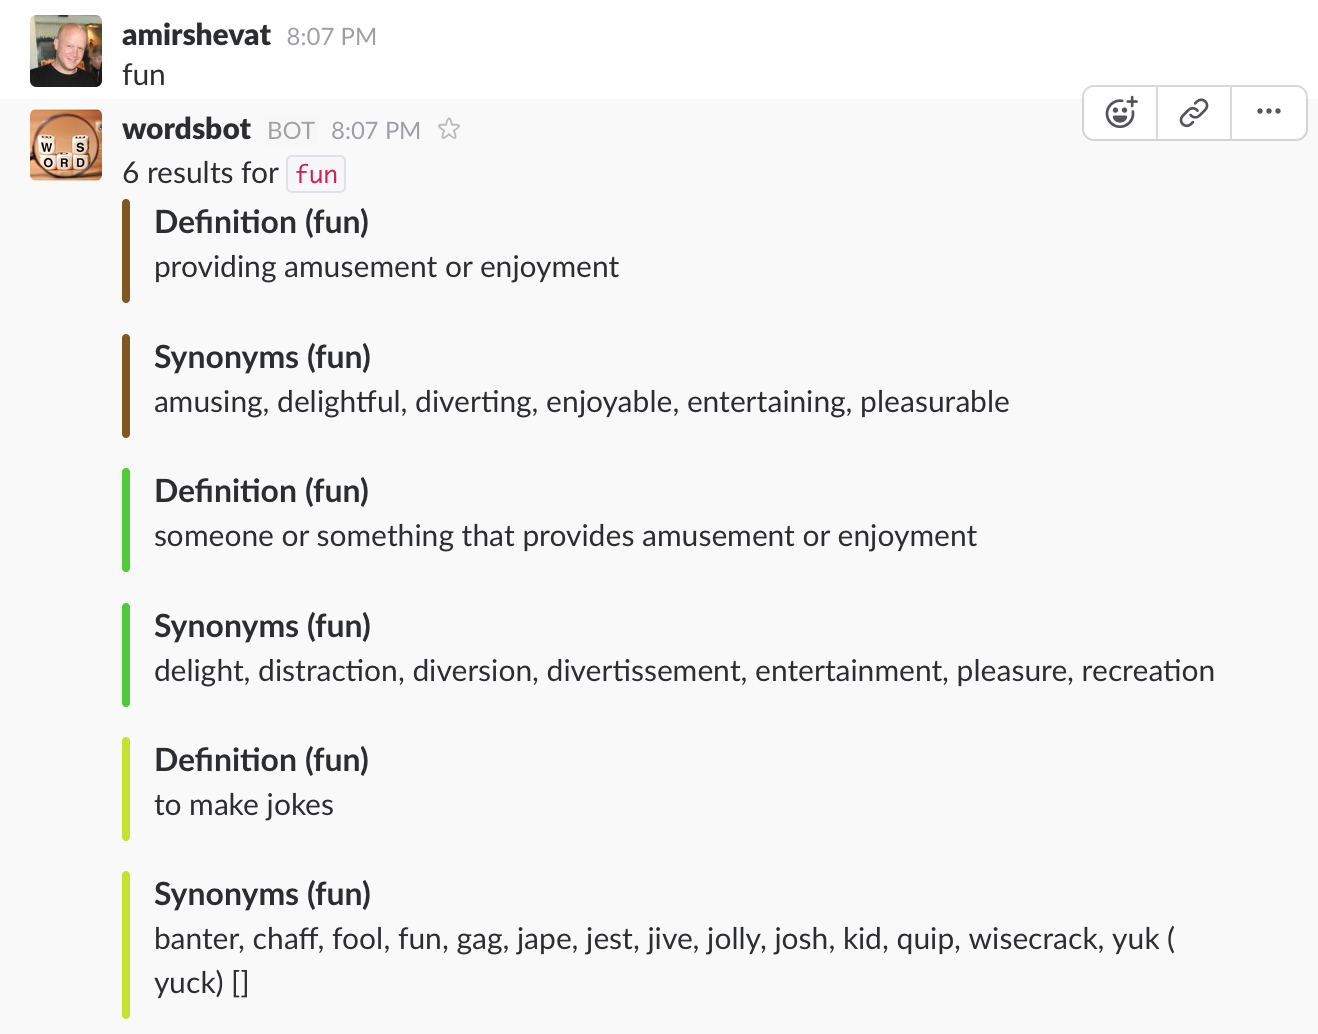 amirshevat 8:07 PM
fun
wordsbot BOT 8:07 PM
W S
O R D
6 results for fun
Definition (fun)
providing amusement or enjoyment
Synonyms (fun)
amusing, delightful, diverting, enjoyable, entertaining, pleasurable
Definition (fun)
someone or something that provides amusement or enjoyment
Synonyms (fun)
delight, distraction, diversion, divertissement, entertainment, pleasure, recreation
Definition (fun)
to make jokes
Synonyms (fun)
banter, chaff, fool, fun, gag, jape, jest, jive, jolly, josh, kid, quip, wisecrack, yuk (
yuck) []